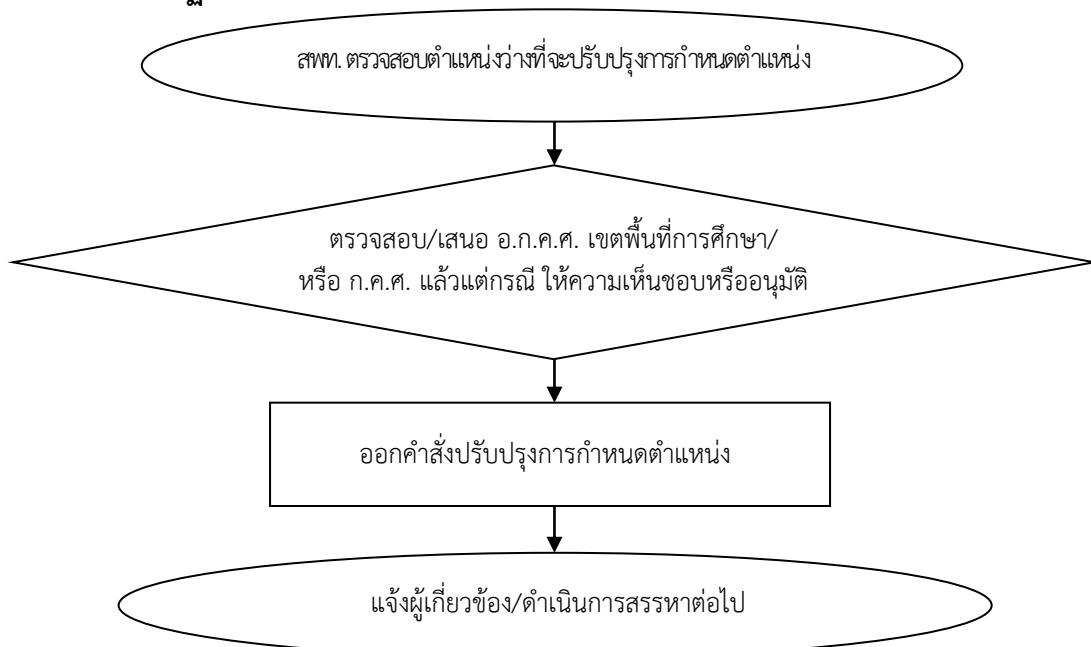 สพท. ตรวจสอบตำแหน่งว่างที่จะปรับปรุงการกำหนดตำแหน่ง
ตรวจสอบ/เสนอ อ.ก.ค.ศ. เขตพื้นที่การศึกษา/
หรือ ก.ค.ศ. แล้วแต่กรณี ให้ความเห็นชอบหรืออนุมัติ
ออกคำสั่งปรับปรุงการกำหนดตำแหน่ง
แจ้งผู้เกี่ยวข้อง/ดำเนินการสรรหาต่อไป